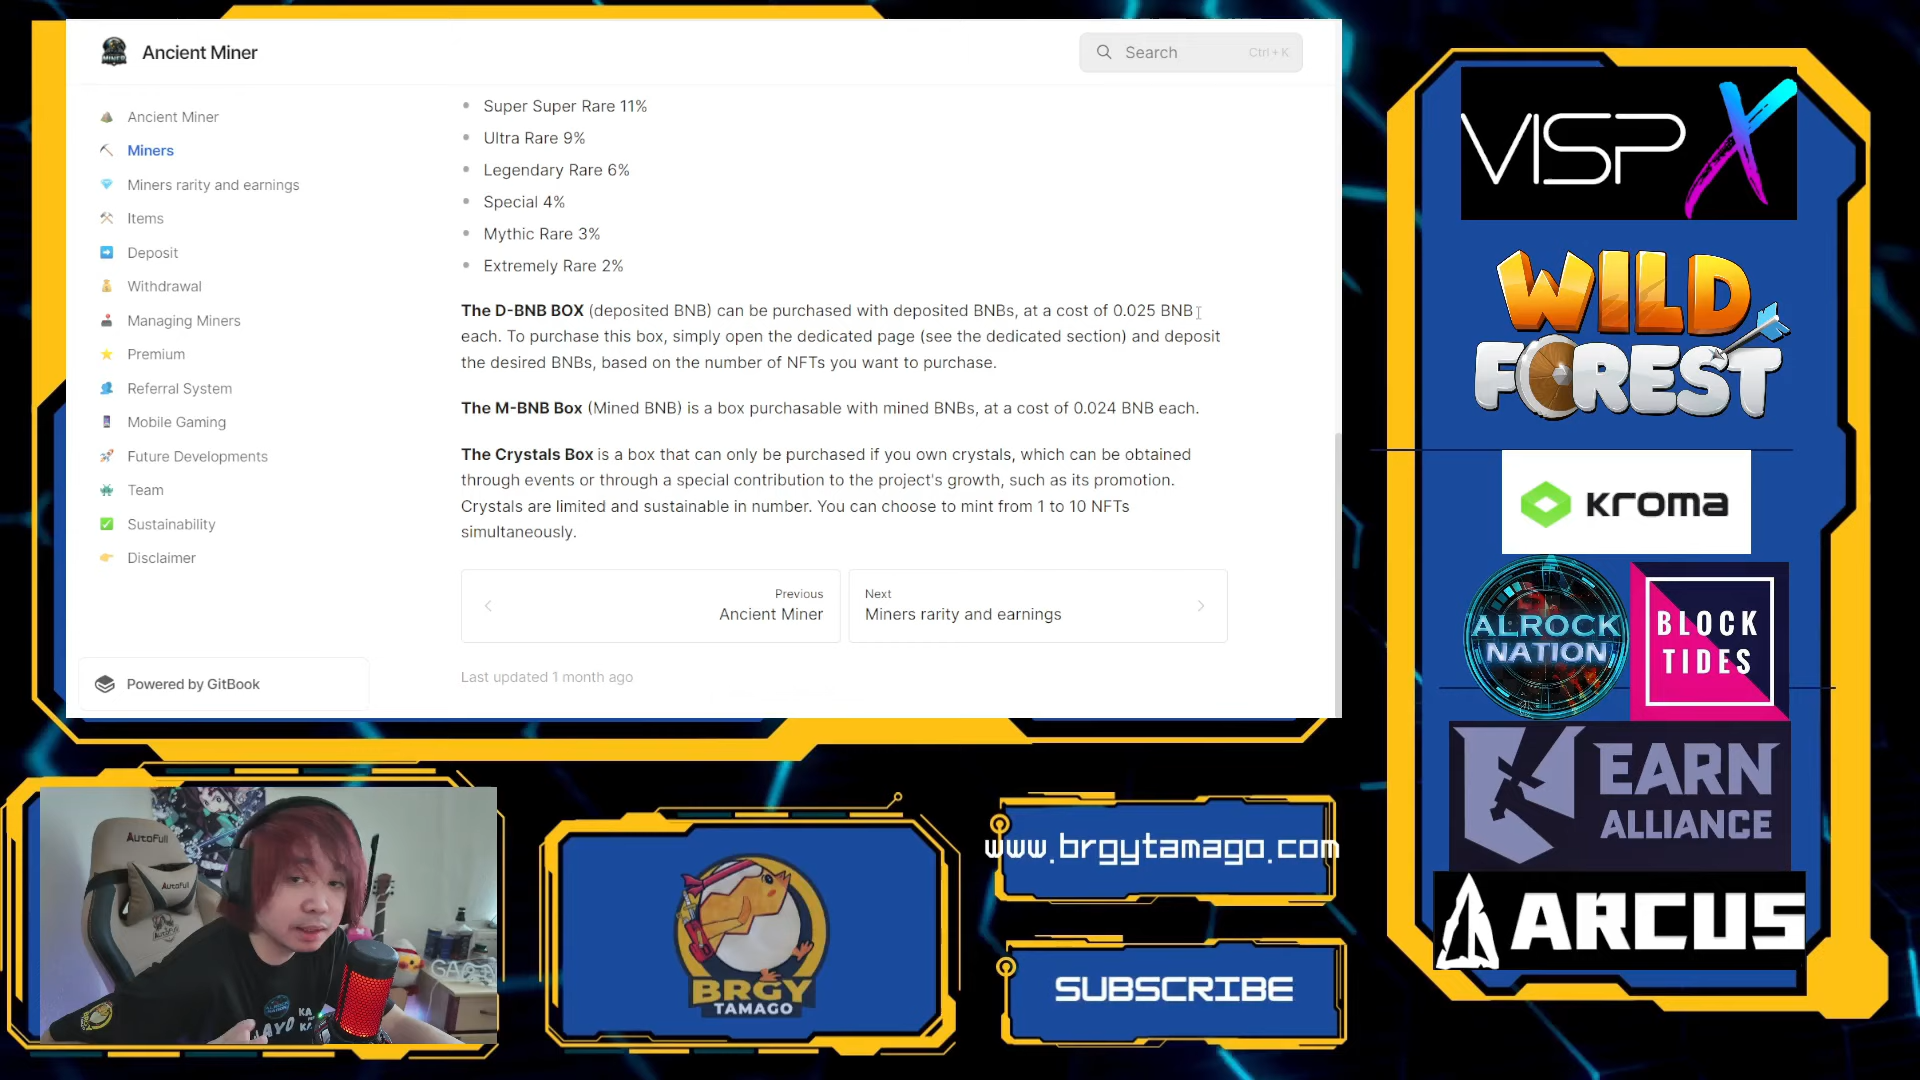 Ancient Miner
Search
Ctrl + K
Ancient Miner
Miners
Miners rarity and earnings
Items
Deposit
Withdrawal
Managing Miners
Premium
Referral System
Mobile Gaming
Future Developments
Team
Sustainability
Disclaimer
Powered by GitBook
Super Super Rare 11%
Ultra Rare 9%
Legendary Rare 6%
Special 4%
Mythic Rare 3%
Extremely Rare 2%
The D-BNB BOX (deposited BNB) can be purchased with deposited BNBs, at a cost of 0.025 BNB
each. To purchase this box, simply open the dedicated page (see the dedicated section) and deposit
the desired BNBs, based on the number of NFTs you want to purchase.
The M-BNB Box (Mined BNB) is a box purchasable with mined BNBs, at a cost of 0.024 BNB each.
The Crystals Box is a box that can only be purchased if you own crystals, which can be obtained
through events or through a special contribution to the project's growth, such as its promotion.
Crystals are limited and sustainable in number. You can choose to mint from 1 to 10 NFTs
simultaneously.
Previous
Ancient Miner
Next
Miners rarity and earnings
Last updated 1 month ago
VISPX
WILD
FOREST
KROMA
ALROCK
NATION
BLOCK
TIDES
EARN
ALLIANCE
ARCUS
AutoFull
AutoFull
BRGY
TAMAGO
www.brgytamago.com
SUBSCRIBE